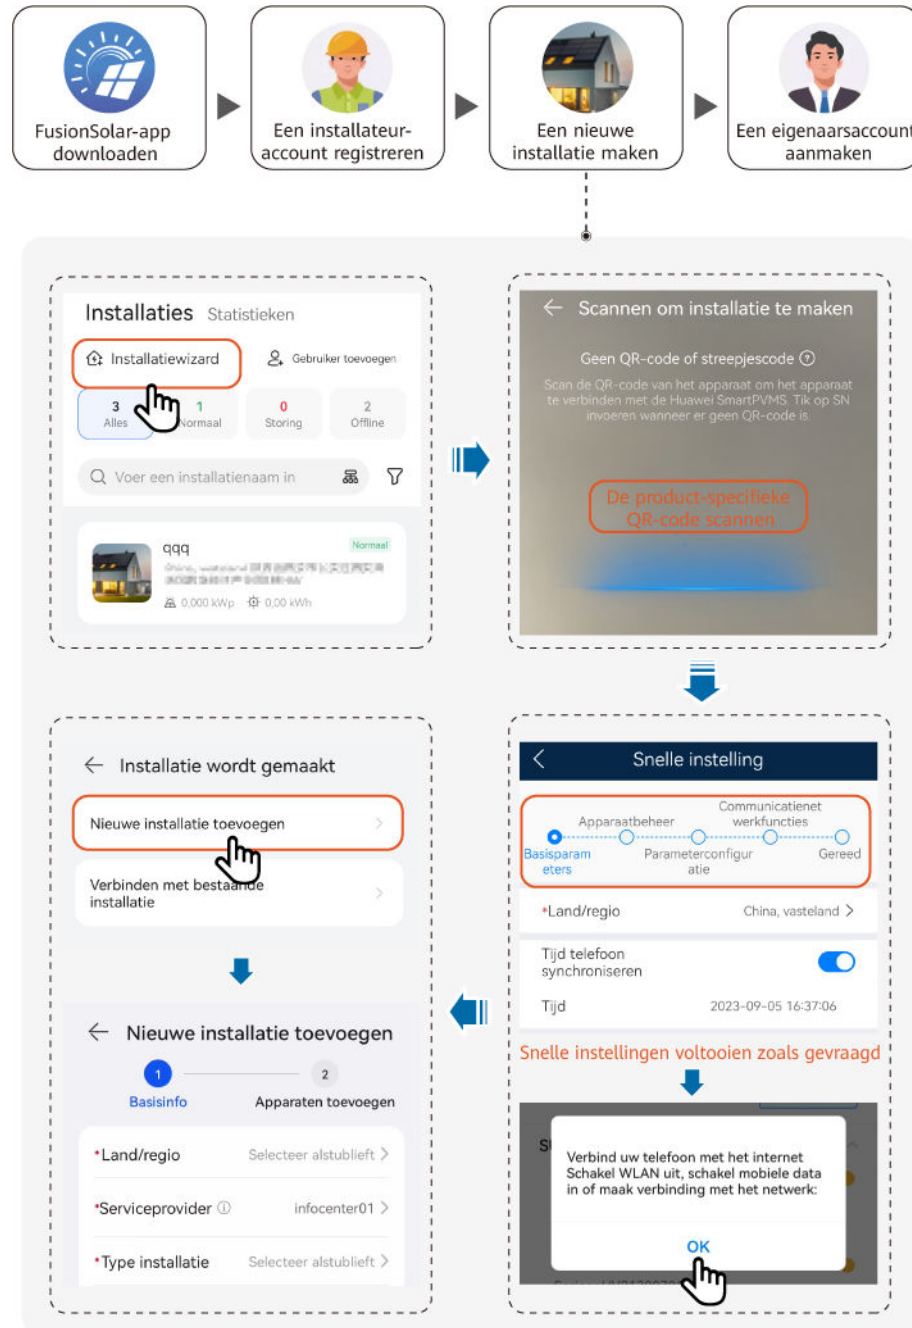 FusionSolar-app
downloaden
Een installateur-
account registreren
Een nieuwe
installatie maken
Een eigenaarsaccount
aanmaken
Installaties Statistieken
Installatiewizard Gebruiker toevoegen
3 1 0 2
Alles Normaal Storing Offline
Voer een installatienaam in
qqq Normaal
China,
0,000 kWp 0,00 kWh
Scannen om installatie te maken
Geen QR-code of streepjescode
Scan de QR-code van het apparaat om het apparaat
te verbinden met de Huawei SmartPVMS. Tik op SN
invoeren wanneer er geen QR-code is.
De product-specifieke
QR-code scannen
Snelle instelling
Communicatienet
Apparaatbeheer werkfuncties
Basisparam Parameterconfigur Gereed
eters atie
*Land/regio China, vasteland >
Tijd telefoon
synchroniseren
Tijd 2023-09-05 16:37:06
Snelle instellingen voltooien zoals gevraagd
Verbind uw telefoon met het internet
Schakel WLAN uit, schakel mobiele data
in of maak verbinding met het netwerk:
OK
Installatie wordt gemaakt
Nieuwe installatie toevoegen >
Verbinden met bestaande
installatie >
Nieuwe installatie toevoegen
1 2
Basisinfo Apparaten toevoegen
*Land/regio Selecteer alstublieft >
*Serviceprovider infocenter01 >
*Type installatie Selecteer alstublieft >